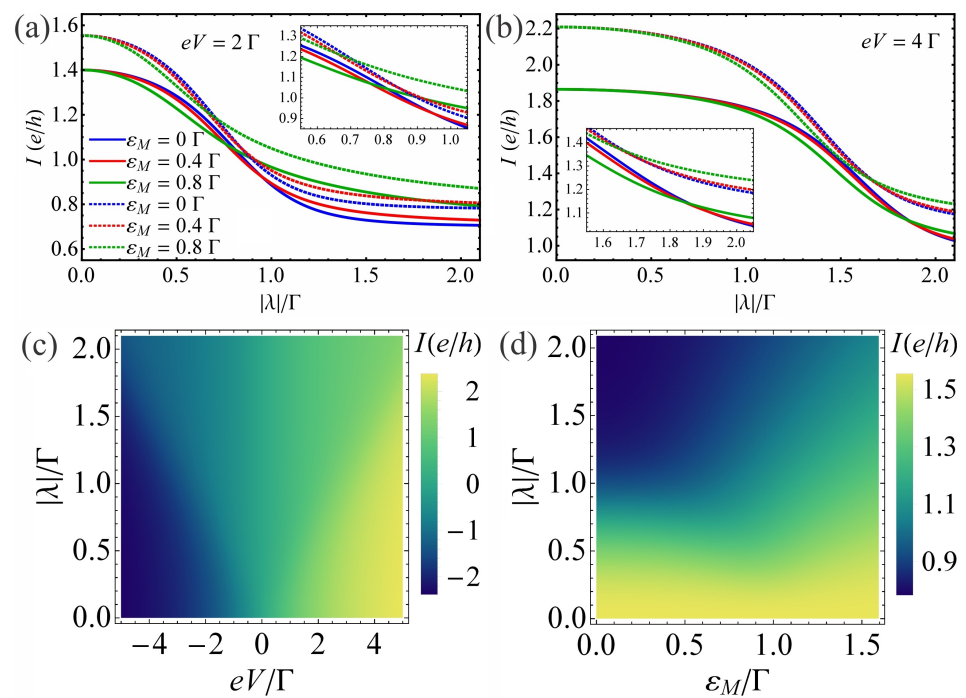 (a)
eV = 2 Γ
I (e/h)
1.6
1.4
1.2
1.0
0.8
0.6
ε_M = 0 Γ
ε_M = 0.4 Γ
ε_M = 0.8 Γ
ε_M = 0 Γ
ε_M = 0.4 Γ
ε_M = 0.8 Γ
1.3
1.2
1.1
1.0
0.9
0.6 0.7 0.8 0.9 1.0
0.0 0.5 1.0 1.5 2.0
|λ|/Γ
(b)
eV = 4 Γ
I (e/h)
2.2
2.0
1.8
1.6
1.4
1.2
1.0
1.4
1.3
1.2
1.1
1.6 1.7 1.8 1.9 2.0
0.0 0.5 1.0 1.5 2.0
|λ|/Γ
(c)
I(e/h)
|λ|/Γ
2.0
1.5
1.0
0.5
0.0
−4 −2 0 2 4
eV/Γ
2
1
0
−1
−2
(d)
I(e/h)
|λ|/Γ
2.0
1.5
1.0
0.5
0.0
0.0 0.5 1.0 1.5
ε_M/Γ
1.5
1.3
1.1
0.9